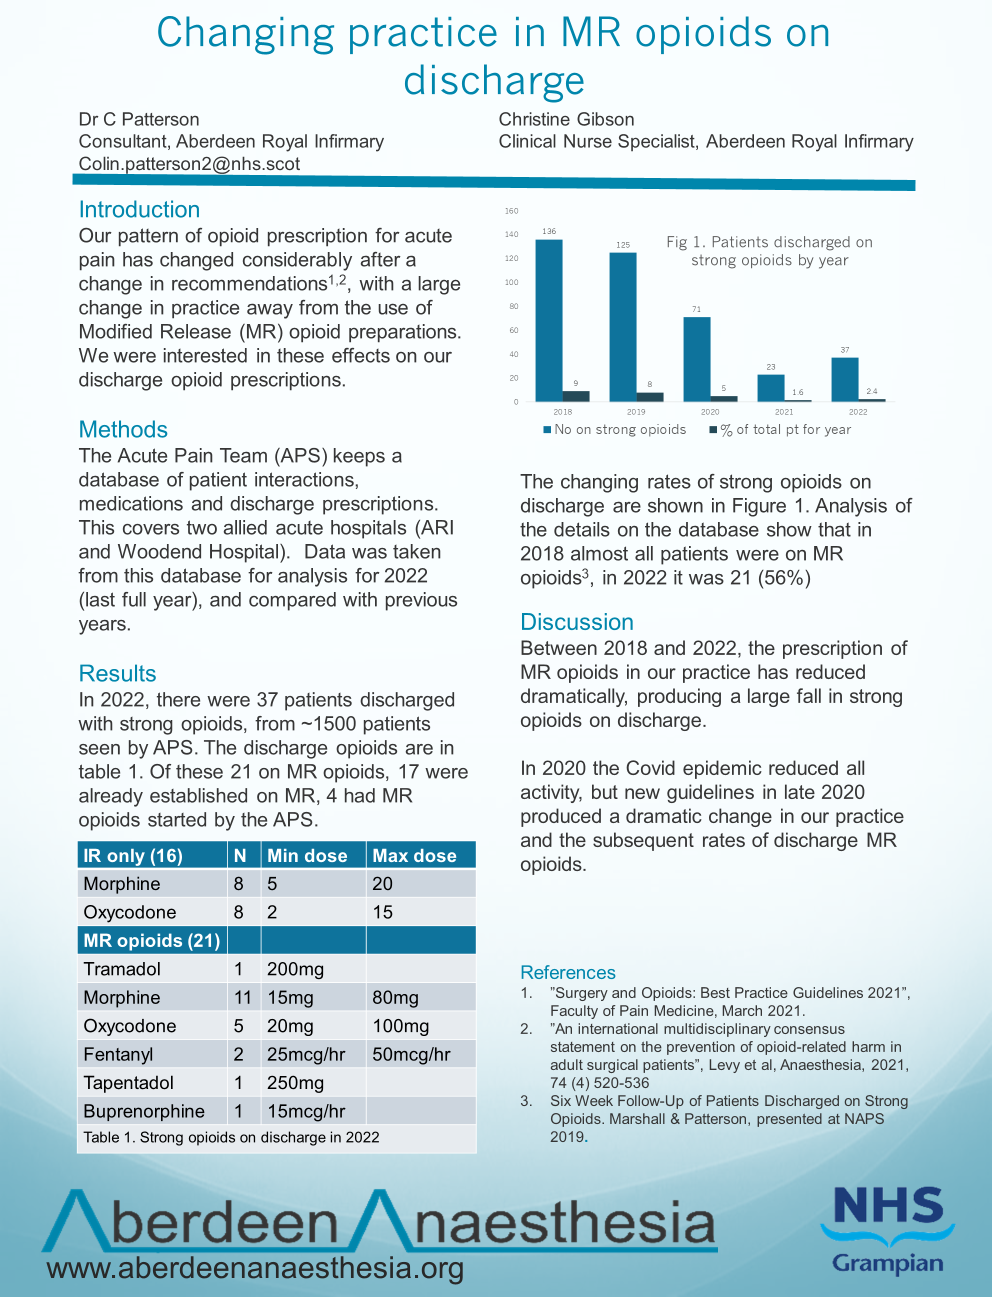 Changing practice in MR opioids on
discharge
Dr C Patterson
Consultant, Aberdeen Royal Infirmary
Colin.patterson2@nhs.scot
Christine Gibson
Clinical Nurse Specialist, Aberdeen Royal Infirmary
Introduction
Our pattern of opioid prescription for acute
pain has changed considerably after a
change in recommendations1,2, with a large
change in practice away from the use of
Modified Release (MR) opioid preparations.
We were interested in these effects on our
discharge opioid prescriptions.
Methods
The Acute Pain Team (APS) keeps a
database of patient interactions,
medications and discharge prescriptions.
This covers two allied acute hospitals (ARI
and Woodend Hospital). Data was taken
from this database for analysis for 2022
(last full year), and compared with previous
years.
Results
In 2022, there were 37 patients discharged
with strong opioids, from ~1500 patients
seen by APS. The discharge opioids are in
table 1. Of these 21 on MR opioids, 17 were
already established on MR, 4 had MR
opioids started by the APS.
IR only (16) N Min dose Max dose
Morphine 8 5 20
Oxycodone 8 2 15
MR opioids (21)
Tramadol 1 200mg
Morphine 11 15mg 80mg
Oxycodone 5 20mg 100mg
Fentanyl 2 25mcg/hr 50mcg/hr
Tapentadol 1 250mg
Buprenorphine 1 15mcg/hr
Table 1. Strong opioids on discharge in 2022
Fig 1. Patients discharged on
strong opioids by year
160
140
120
100
80
60
40
20
0
136
9
125
8
71
5
23
1.6
37
2.4
2018 2019 2020 2021 2022
No on strong opioids % of total pt for year
The changing rates of strong opioids on
discharge are shown in Figure 1. Analysis of
the details on the database show that in
2018 almost all patients were on MR
opioids3, in 2022 it was 21 (56%)
Discussion
Between 2018 and 2022, the prescription of
MR opioids in our practice has reduced
dramatically, producing a large fall in strong
opioids on discharge.
In 2020 the Covid epidemic reduced all
activity, but new guidelines in late 2020
produced a dramatic change in our practice
and the subsequent rates of discharge MR
opioids.
References
1. ”Surgery and Opioids: Best Practice Guidelines 2021”,
Faculty of Pain Medicine, March 2021.
2. ”An international multidisciplinary consensus
statement on the prevention of opioid-related harm in
adult surgical patients”, Levy et al, Anaesthesia, 2021,
74 (4) 520-536
3. Six Week Follow-Up of Patients Discharged on Strong
Opioids. Marshall & Patterson, presented at NAPS
2019.
Aberdeen Anaesthesia
www.aberdeenanaesthesia.org
NHS
Grampian